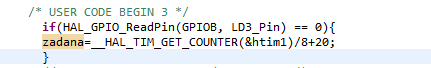 /* USER CODE BEGIN 3 */
if(HAL_GPIO_ReadPin(GPIOB, LD3_Pin) == 0){
zadana=__HAL_TIM_GET_COUNTER(&htim1)/8+20;
}